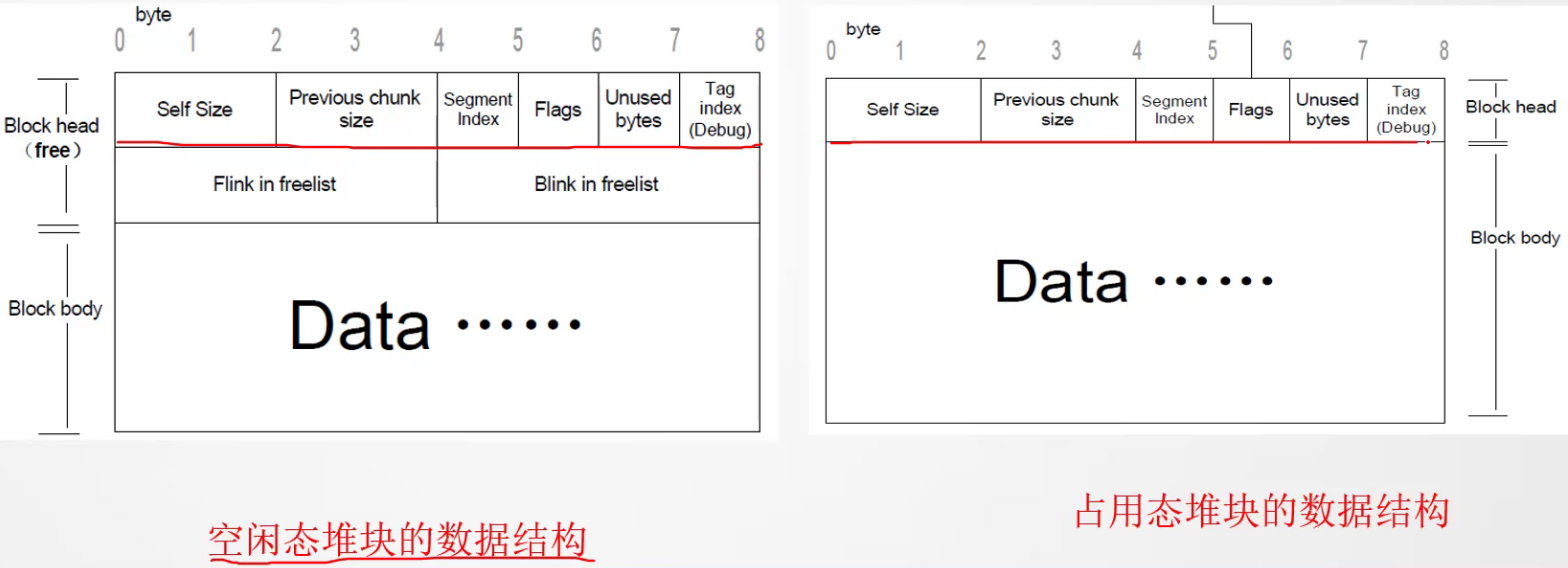 byte
0 1 2 3 4 5 6 7 8
Block head
（free）
Self Size
Previous chunk
size
Segment
Index
Flags
Unused
bytes
Tag
index
(Debug)
Flink in freelist
Blink in freelist
Block body
Data ······
空闲态堆块的数据结构
byte
0 1 2 3 4 5 6 7 8
Self Size
Previous chunk
size
Segment
Index
Flags
Unused
bytes
Tag
index
(Debug)
Block head
Data ······
Block body
占用态堆块的数据结构